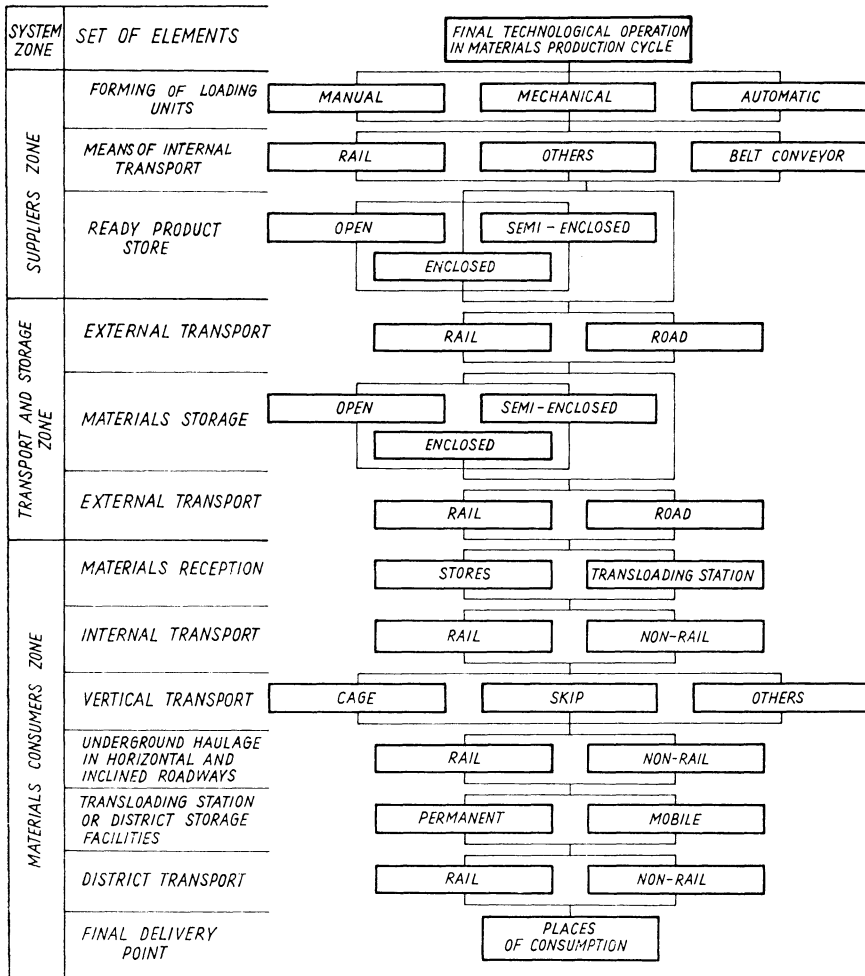 SYSTEM
ZONE
SET OF ELEMENTS
FINAL TECHNOLOGICAL OPERATION
IN MATERIALS PRODUCTION CYCLE
SUPPLIERS ZONE
FORMING OF LOADING
UNITS
MANUAL
MECHANICAL
AUTOMATIC
MEANS OF INTERNAL
TRANSPORT
RAIL
OTHERS
BELT CONVEYOR
READY PRODUCT
STORE
OPEN
SEMI-ENCLOSED
ENCLOSED
TRANSPORT AND STORAGE
ZONE
EXTERNAL TRANSPORT
RAIL
ROAD
MATERIALS STORAGE
OPEN
SEMI-ENCLOSED
ENCLOSED
EXTERNAL TRANSPORT
RAIL
ROAD
MATERIALS CONSUMERS ZONE
MATERIALS RECEPTION
STORES
TRANSLOADING STATION
INTERNAL TRANSPORT
RAIL
NON-RAIL
VERTICAL TRANSPORT
CAGE
SKIP
OTHERS
UNDERGROUND HAULAGE
IN HORIZONTAL AND
INCLINED ROADWAYS
RAIL
NON-RAIL
TRANSLOADING STATION
OR DISTRICT STORAGE
FACILITIES
PERMANENT
MOBILE
DISTRICT TRANSPORT
RAIL
NON-RAIL
FINAL DELIVERY
POINT
PLACES
OF CONSUMPTION